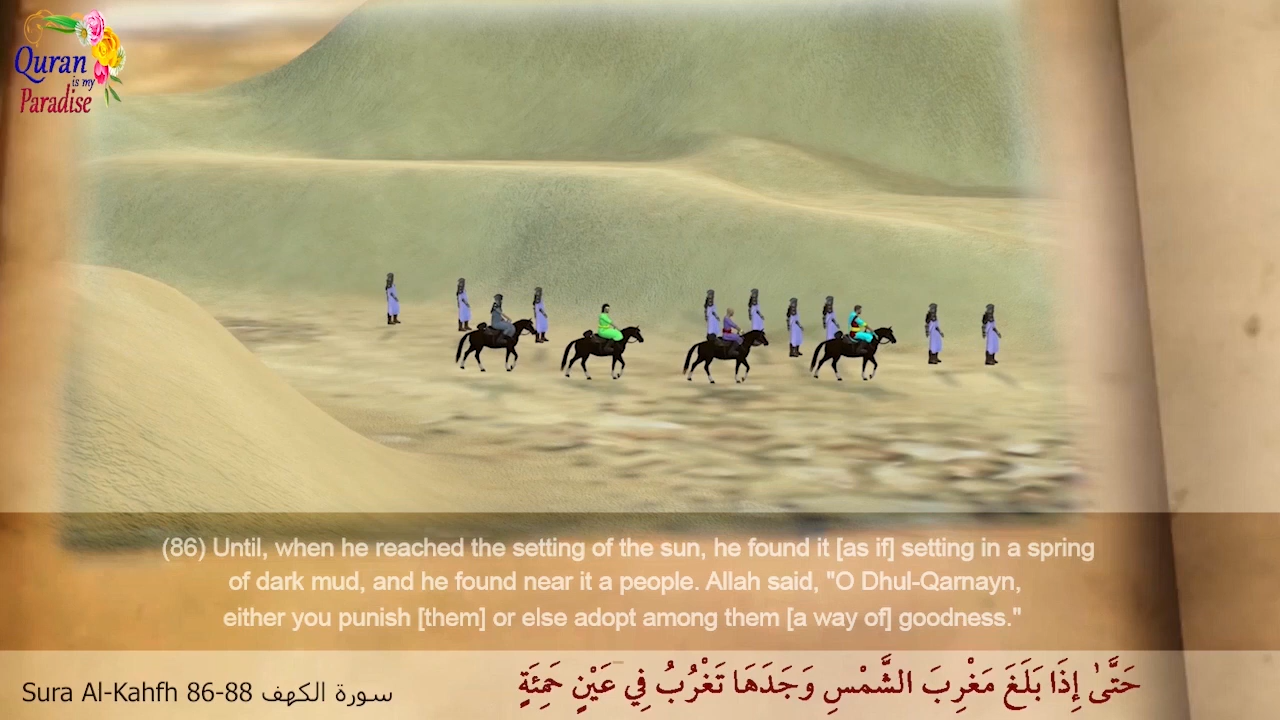 Quran
is my
Paradise
(86) Until, when he reached the setting of the sun, he found it [as if] setting in a spring
of dark mud, and he found near it a people. Allah said, "O Dhul-Qarnayn,
either you punish [them] or else adopt among them [a way of] goodness."
حَتَّىٰ إِذَا بَلَغَ مَغْرِبَ الشَّمْسِ وَجَدَهَا تَغْرُبُ فِي عَيْنٍ حَمِئَةٍ
Sura Al-Kahfh 86-88 سورة الكهف